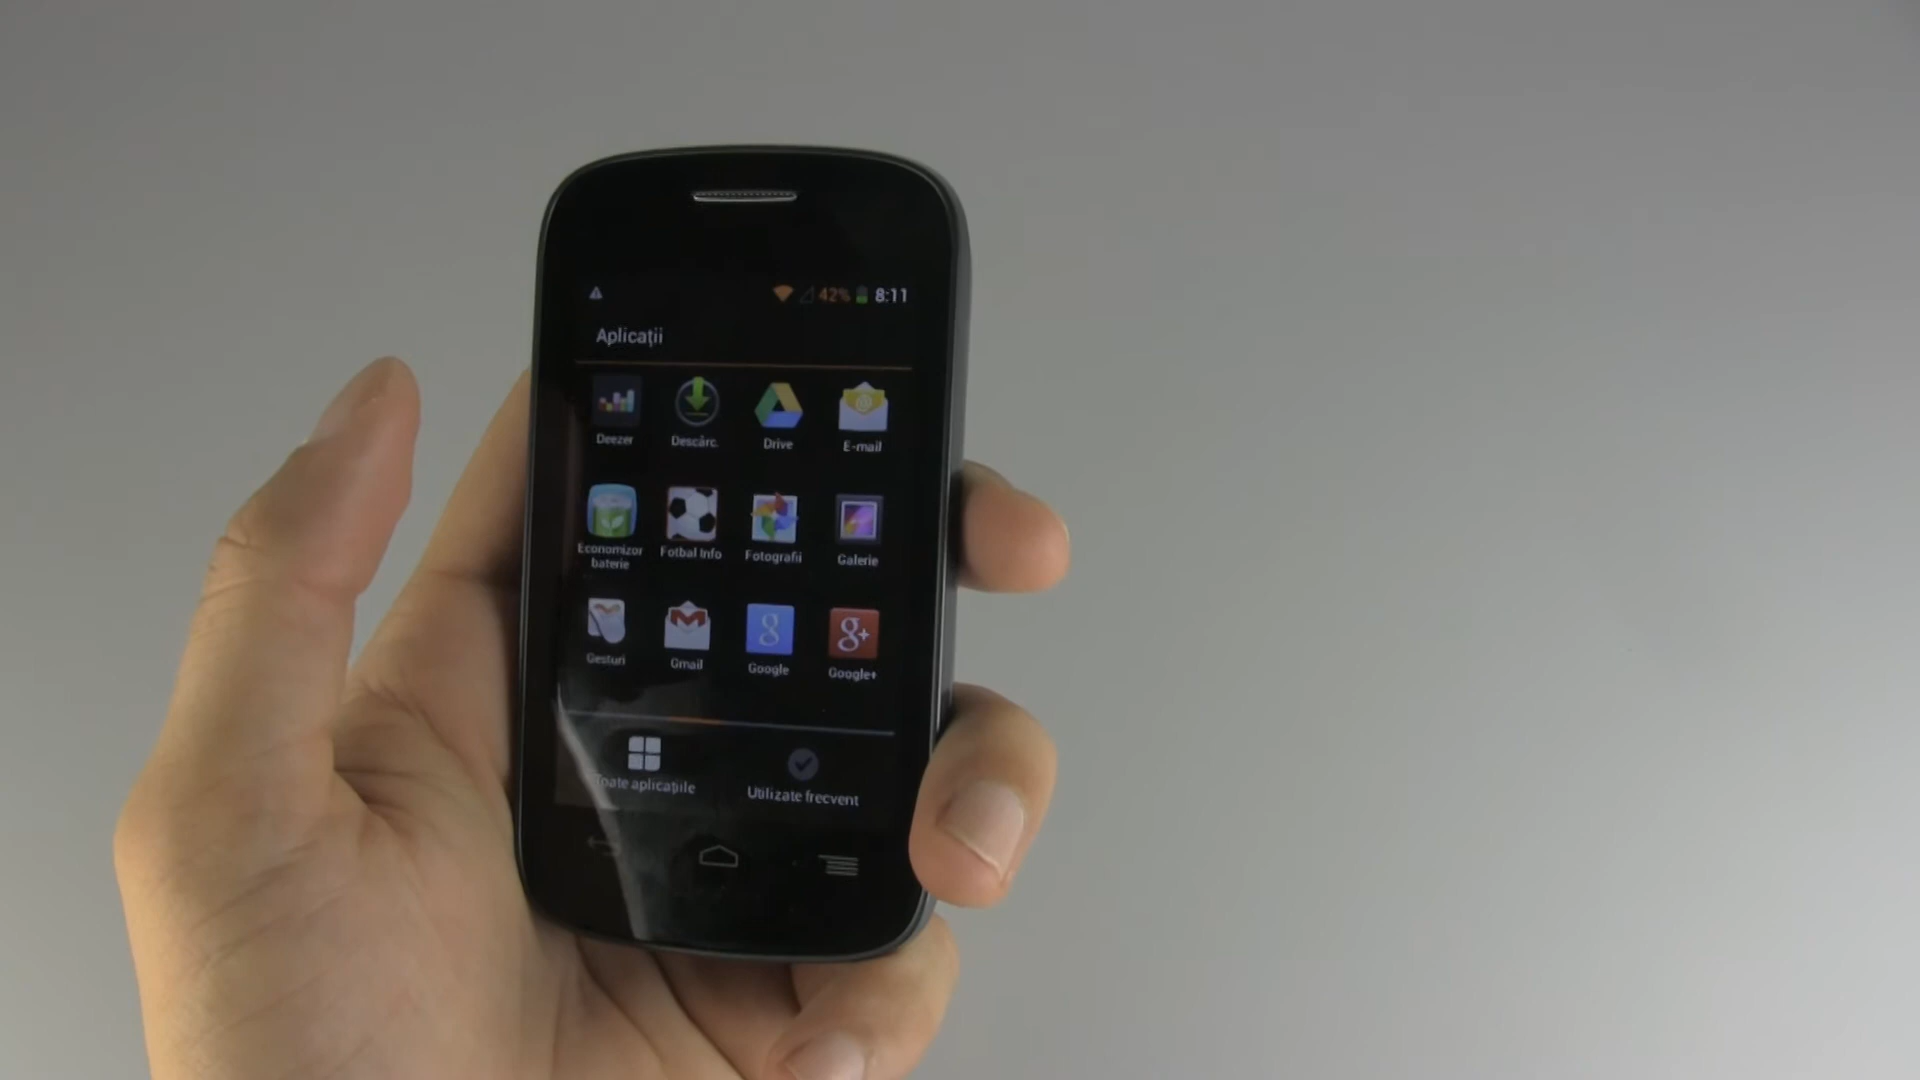 42% 8:11
Aplicații
Deezer Descărc. Drive E-mail
Economizor baterie Fotbal Info Fotografii Galerie
Gesturi Gmail Google Google+
Toate aplicațiile Utilizate frecvent